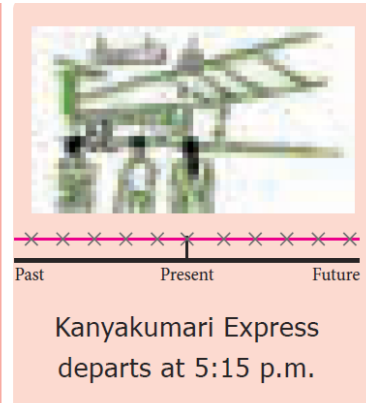 Past Present Future
Kanyakumari Express
departs at 5:15 p.m.